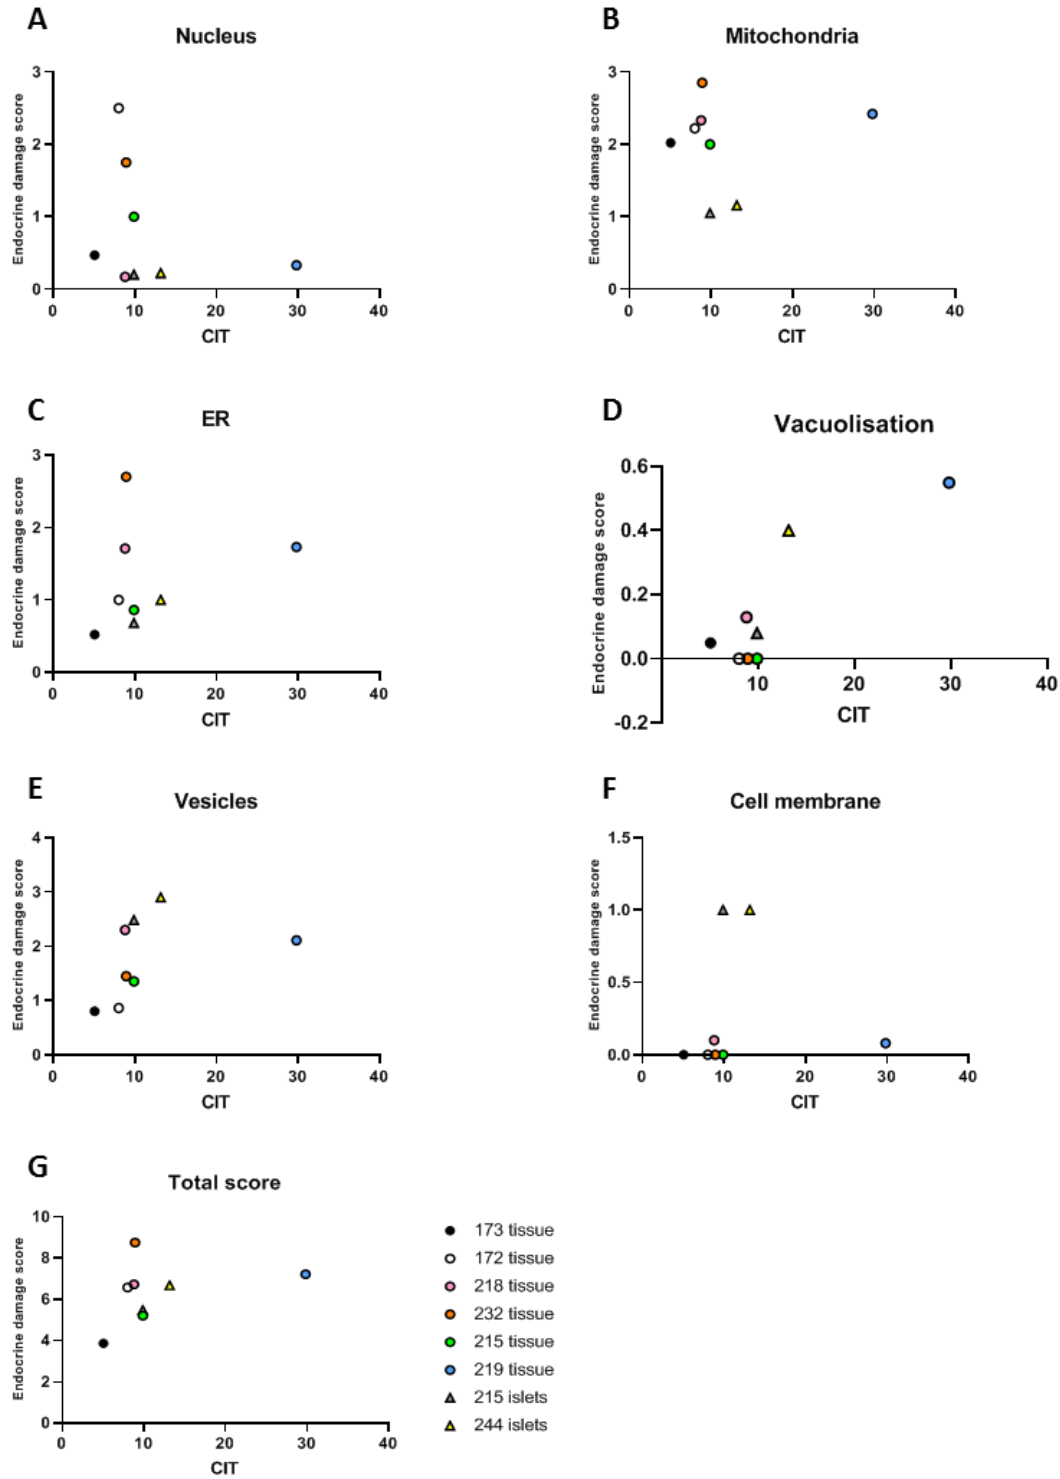 A
Nucleus
Endocrine damage score
3
2
1
0
0 10 20 30 40
CIT
B
Mitochondria
Endocrine damage score
3
2
1
0
0 10 20 30 40
CIT
C
ER
Endocrine damage score
3
2
1
0
0 10 20 30 40
CIT
D
Vacuolisation
Endocrine damage score
0.6
0.4
0.2
0.0
-0.2
10 20 30 40
CIT
E
Vesicles
Endocrine damage score
4
3
2
1
0
0 10 20 30 40
CIT
F
Cell membrane
Endocrine damage score
1.5
1.0
0.5
0.0
0 10 20 30 40
CIT
G
Total score
Endocrine damage score
10
8
6
4
2
0
0 10 20 30 40
CIT
173 tissue
172 tissue
218 tissue
232 tissue
215 tissue
219 tissue
215 islets
244 islets